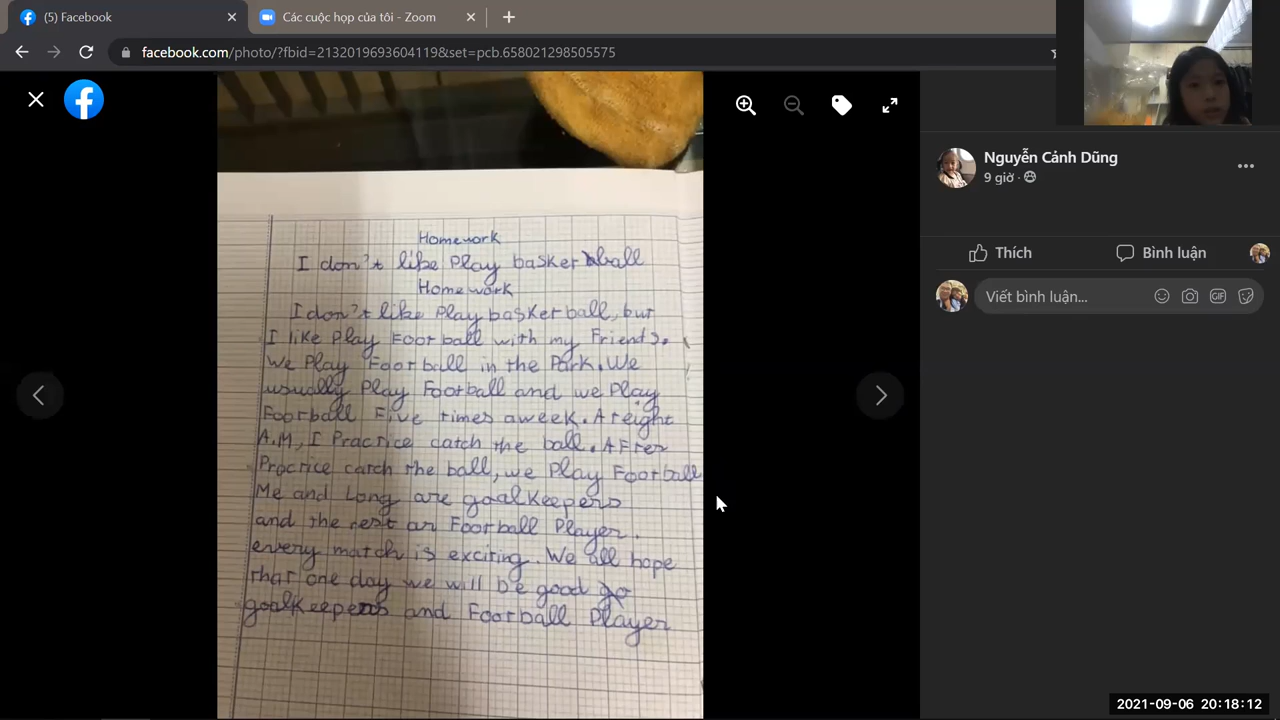 (5) Facebook
Các cuộc họp của tôi - Zoom
facebook.com/photo/?fbid=2132019693604119&set=pcb.658021298505575
Nguyễn Cảnh Dũng
9 giờ ·
Thích
Bình luận
Viết bình luận...
GIF
Homework
I don't like Play basket ball
Homework
I don't like Play basket ball, but
I like Play Football with my Friends.
We Play Football in the Park. We
usually Play Football and we Play
Football Five times aweek. At eight
A.M, I Practice catch the ball. AFter
Practice catch the ball, we Play Football
Me and Long are goalkeepers
and the rest ar Football Player.
every match is exciting. We all hope
that one day we will be good
goalkeepers and Football Player
2021-09-06 20:18:12